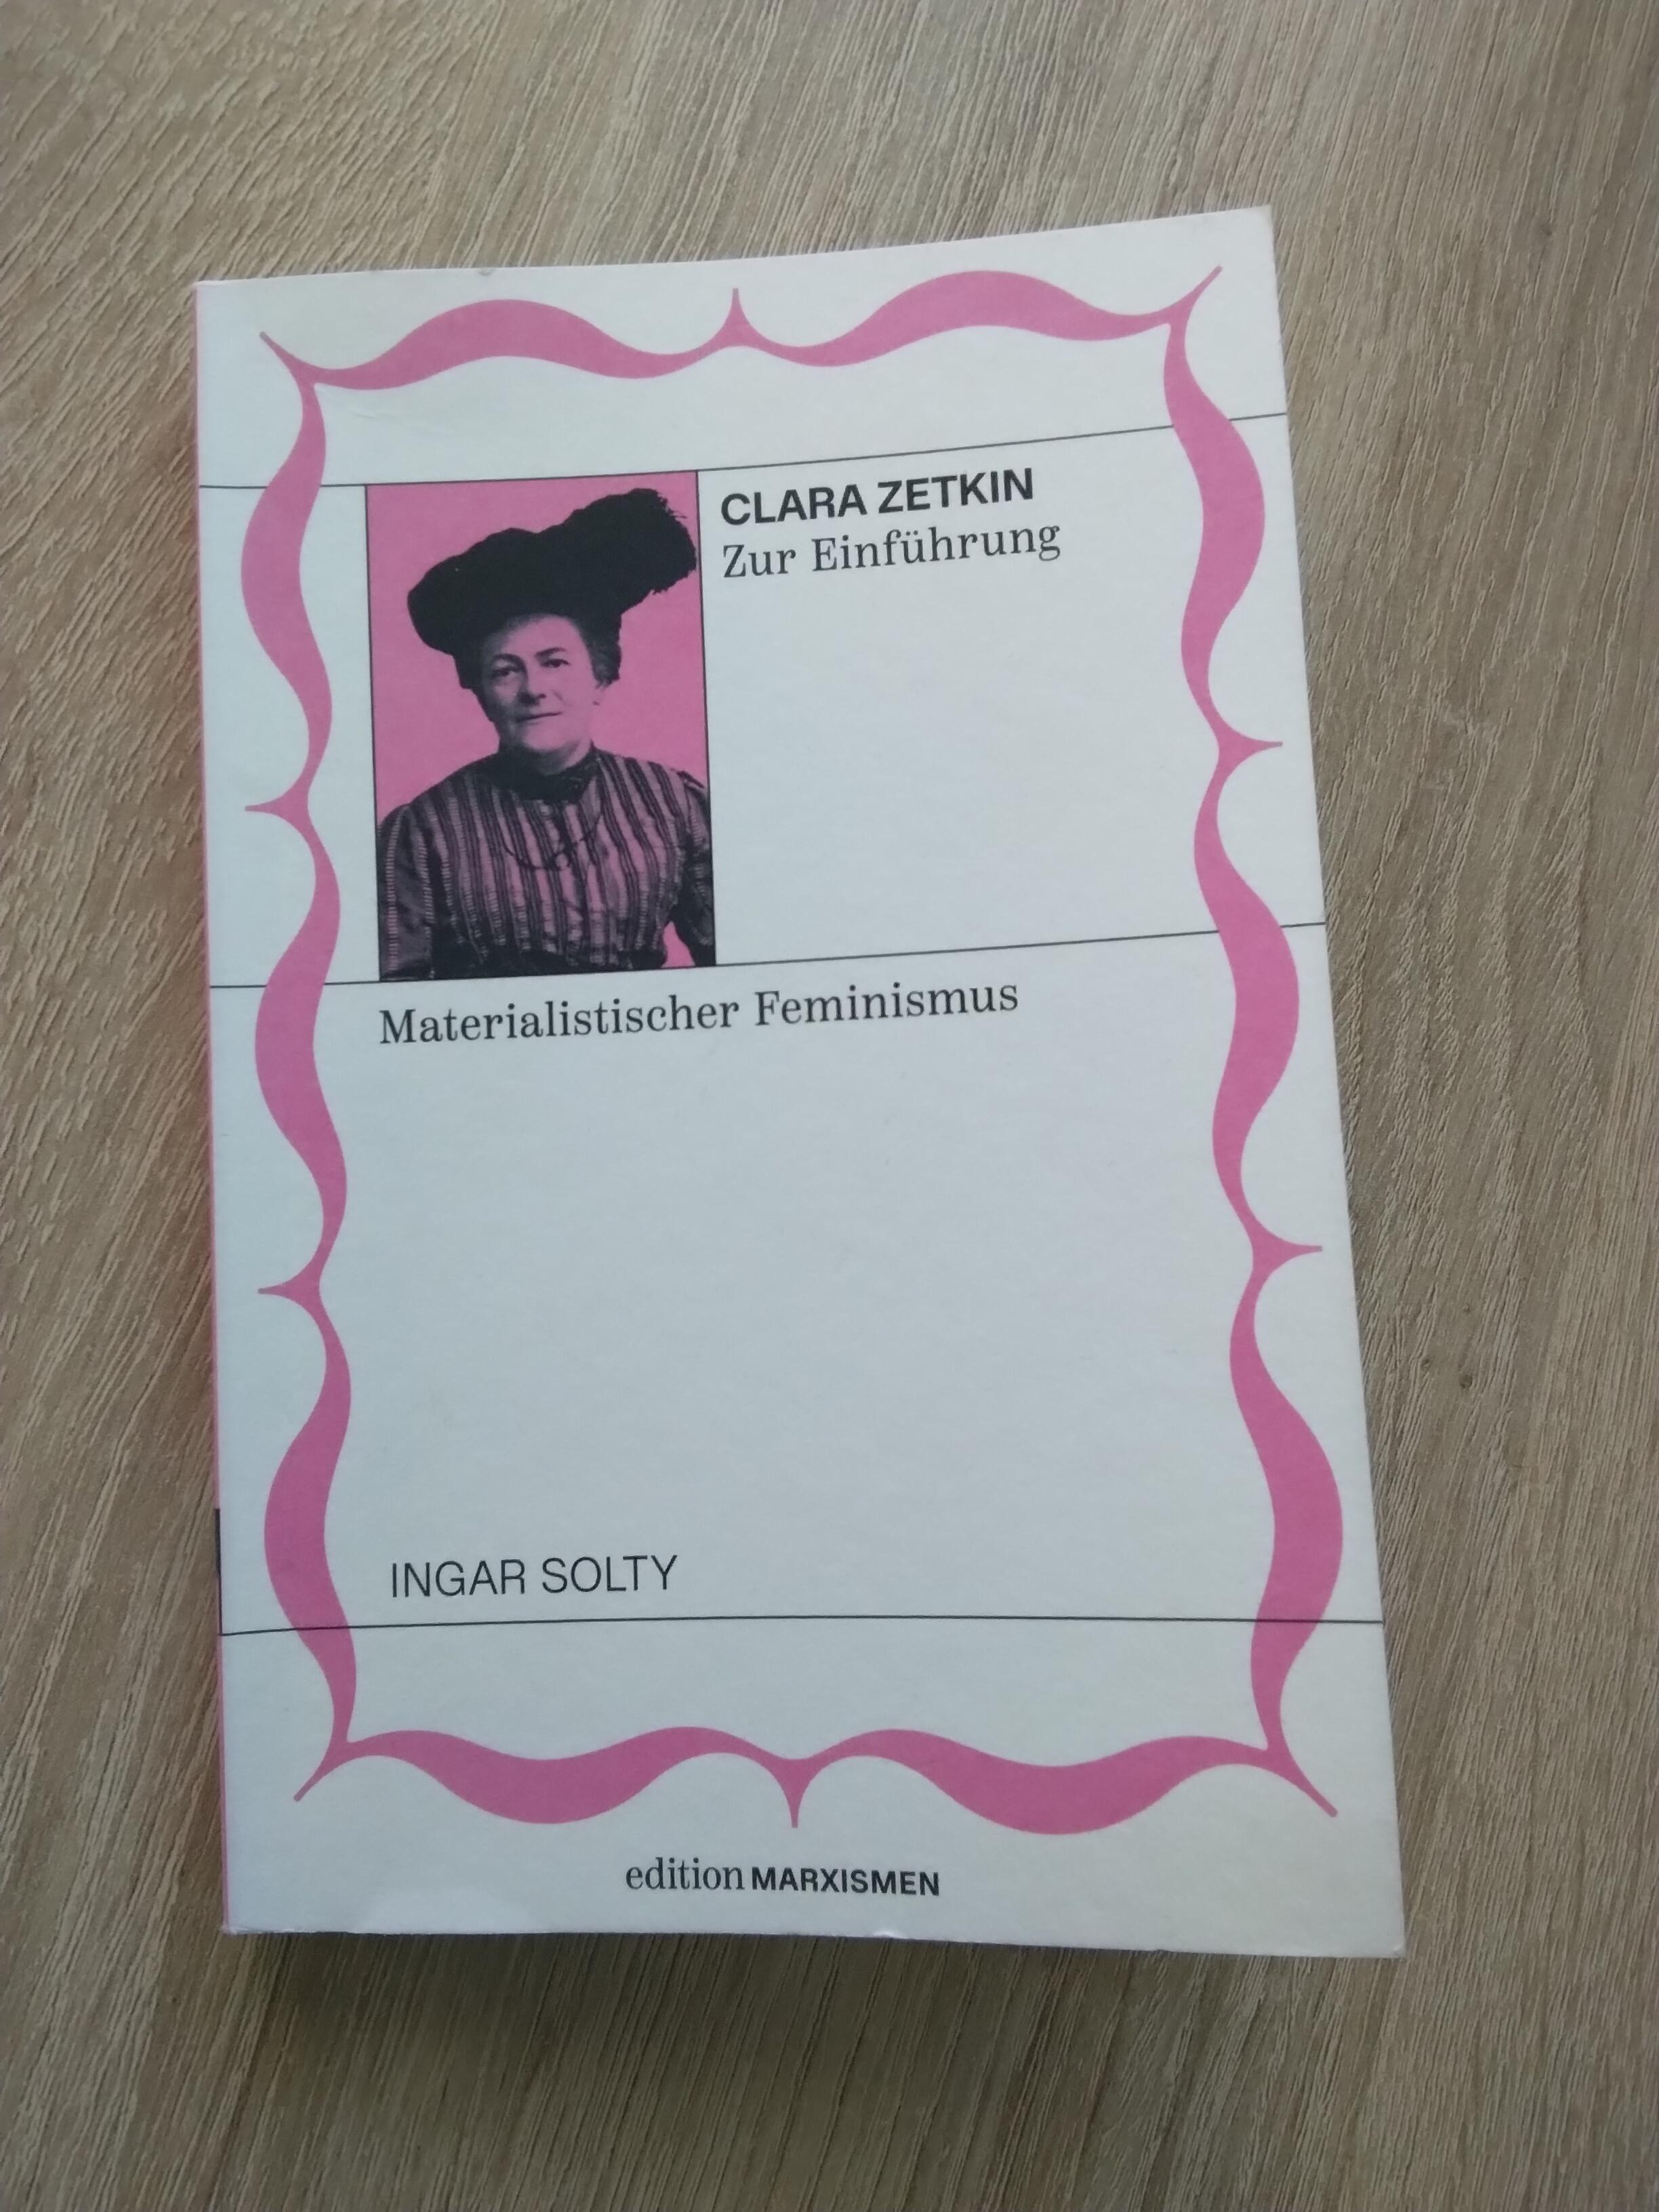 CLARA ZETKIN
Zur Einführung
Materialistischer Feminismus
INGAR SOLTY
edition MARXISMEN